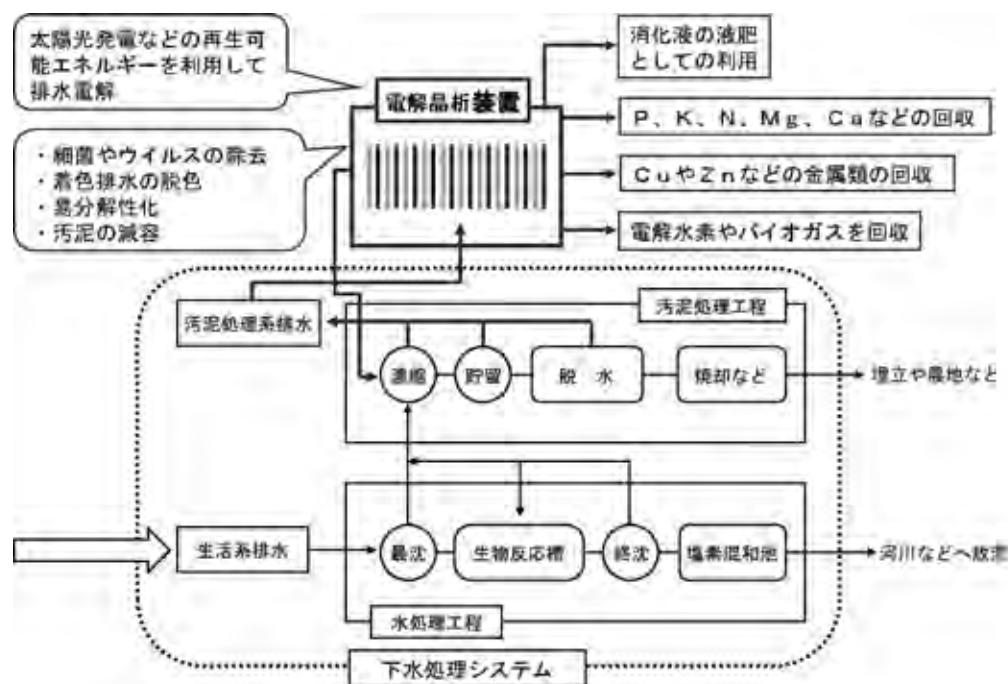 太陽光発電などの再生可
能エネルギーを利用して
排水電解
・細菌やウイルスの除去
・着色排水の脱色
・易分解性化
・汚泥の減容
電解晶析装置
消化液の液肥
としての利用
P、K、N、Mg、Caなどの回収
CuやZnなどの金属類の回収
電解水素やバイオガスを回収
汚泥処理系排水
汚泥処理工程
濃縮
貯留
脱 水
焼却など
埋立や農地など
生活系排水
最沈
生物反応槽
終沈
塩素混和池
河川などへ放流
水処理工程
下水処理システム